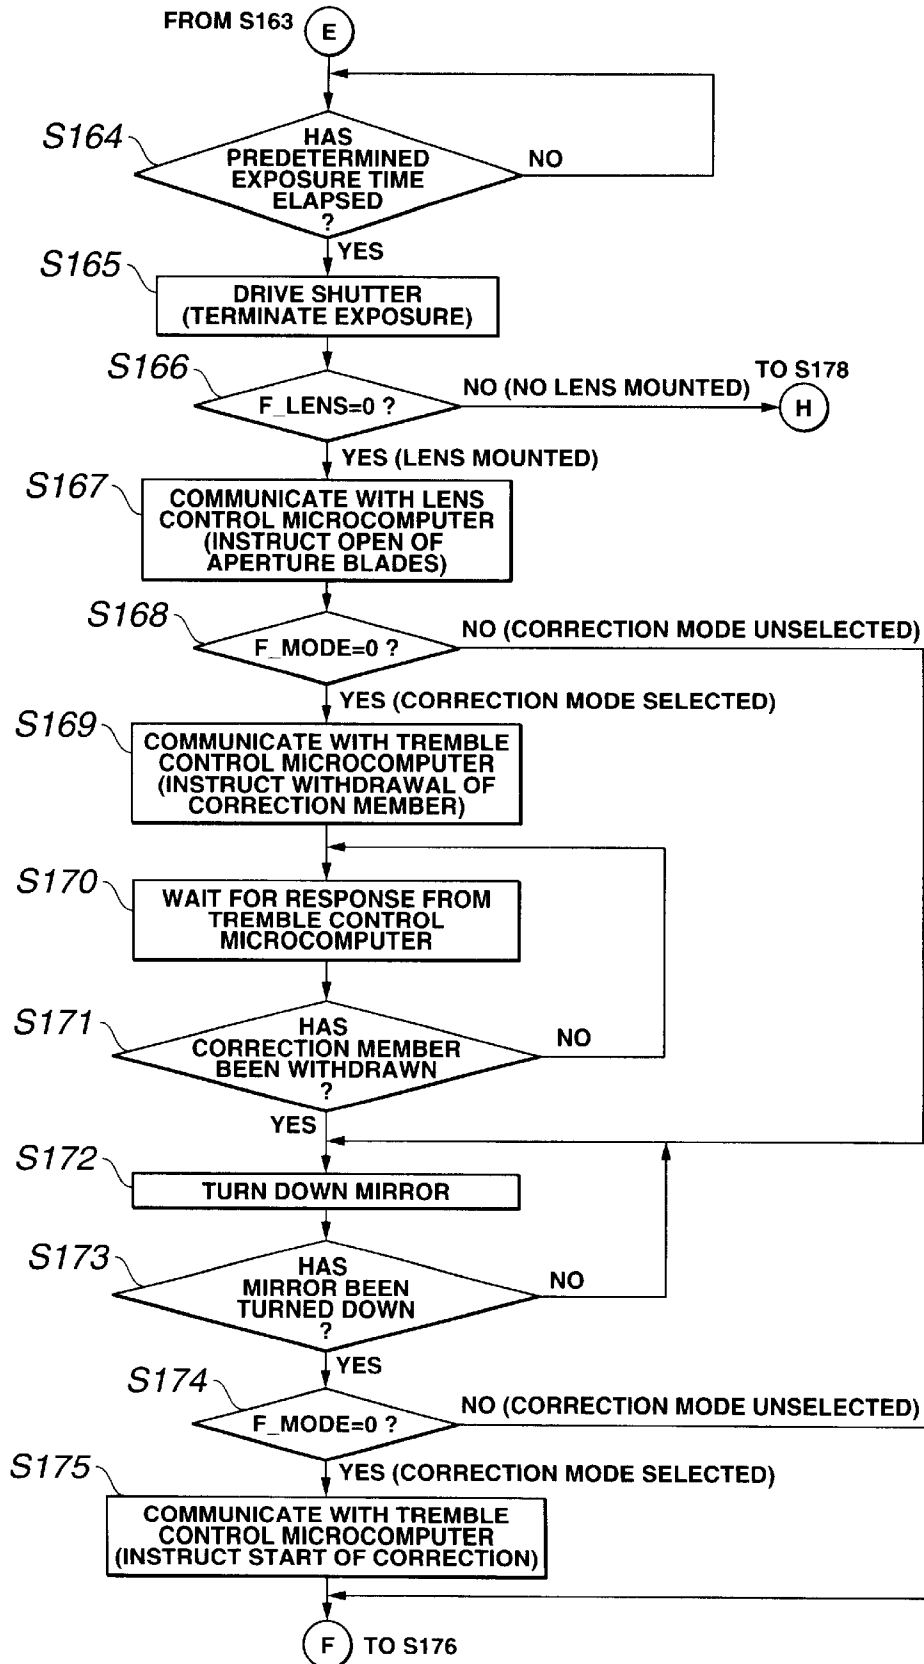 FROM S163
E
S164
HAS
PREDETERMINED
EXPOSURE TIME
ELAPSED
?
NO
YES
S165
DRIVE SHUTTER
(TERMINATE EXPOSURE)
S166
F_LENS=0 ?
NO (NO LENS MOUNTED)
TO S178
H
YES (LENS MOUNTED)
S167
COMMUNICATE WITH LENS
CONTROL MICROCOMPUTER
(INSTRUCT OPEN OF
APERTURE BLADES)
S168
F_MODE=0 ?
NO (CORRECTION MODE UNSELECTED)
YES (CORRECTION MODE SELECTED)
S169
COMMUNICATE WITH TREMBLE
CONTROL MICROCOMPUTER
(INSTRUCT WITHDRAWAL OF
CORRECTION MEMBER)
S170
WAIT FOR RESPONSE FROM
TREMBLE CONTROL
MICROCOMPUTER
S171
HAS
CORRECTION MEMBER
BEEN WITHDRAWN
?
NO
YES
S172
TURN DOWN MIRROR
S173
HAS
MIRROR BEEN
TURNED DOWN
?
NO
YES
S174
F_MODE=0 ?
NO (CORRECTION MODE UNSELECTED)
YES (CORRECTION MODE SELECTED)
S175
COMMUNICATE WITH TREMBLE
CONTROL MICROCOMPUTER
(INSTRUCT START OF CORRECTION)
F
TO S176